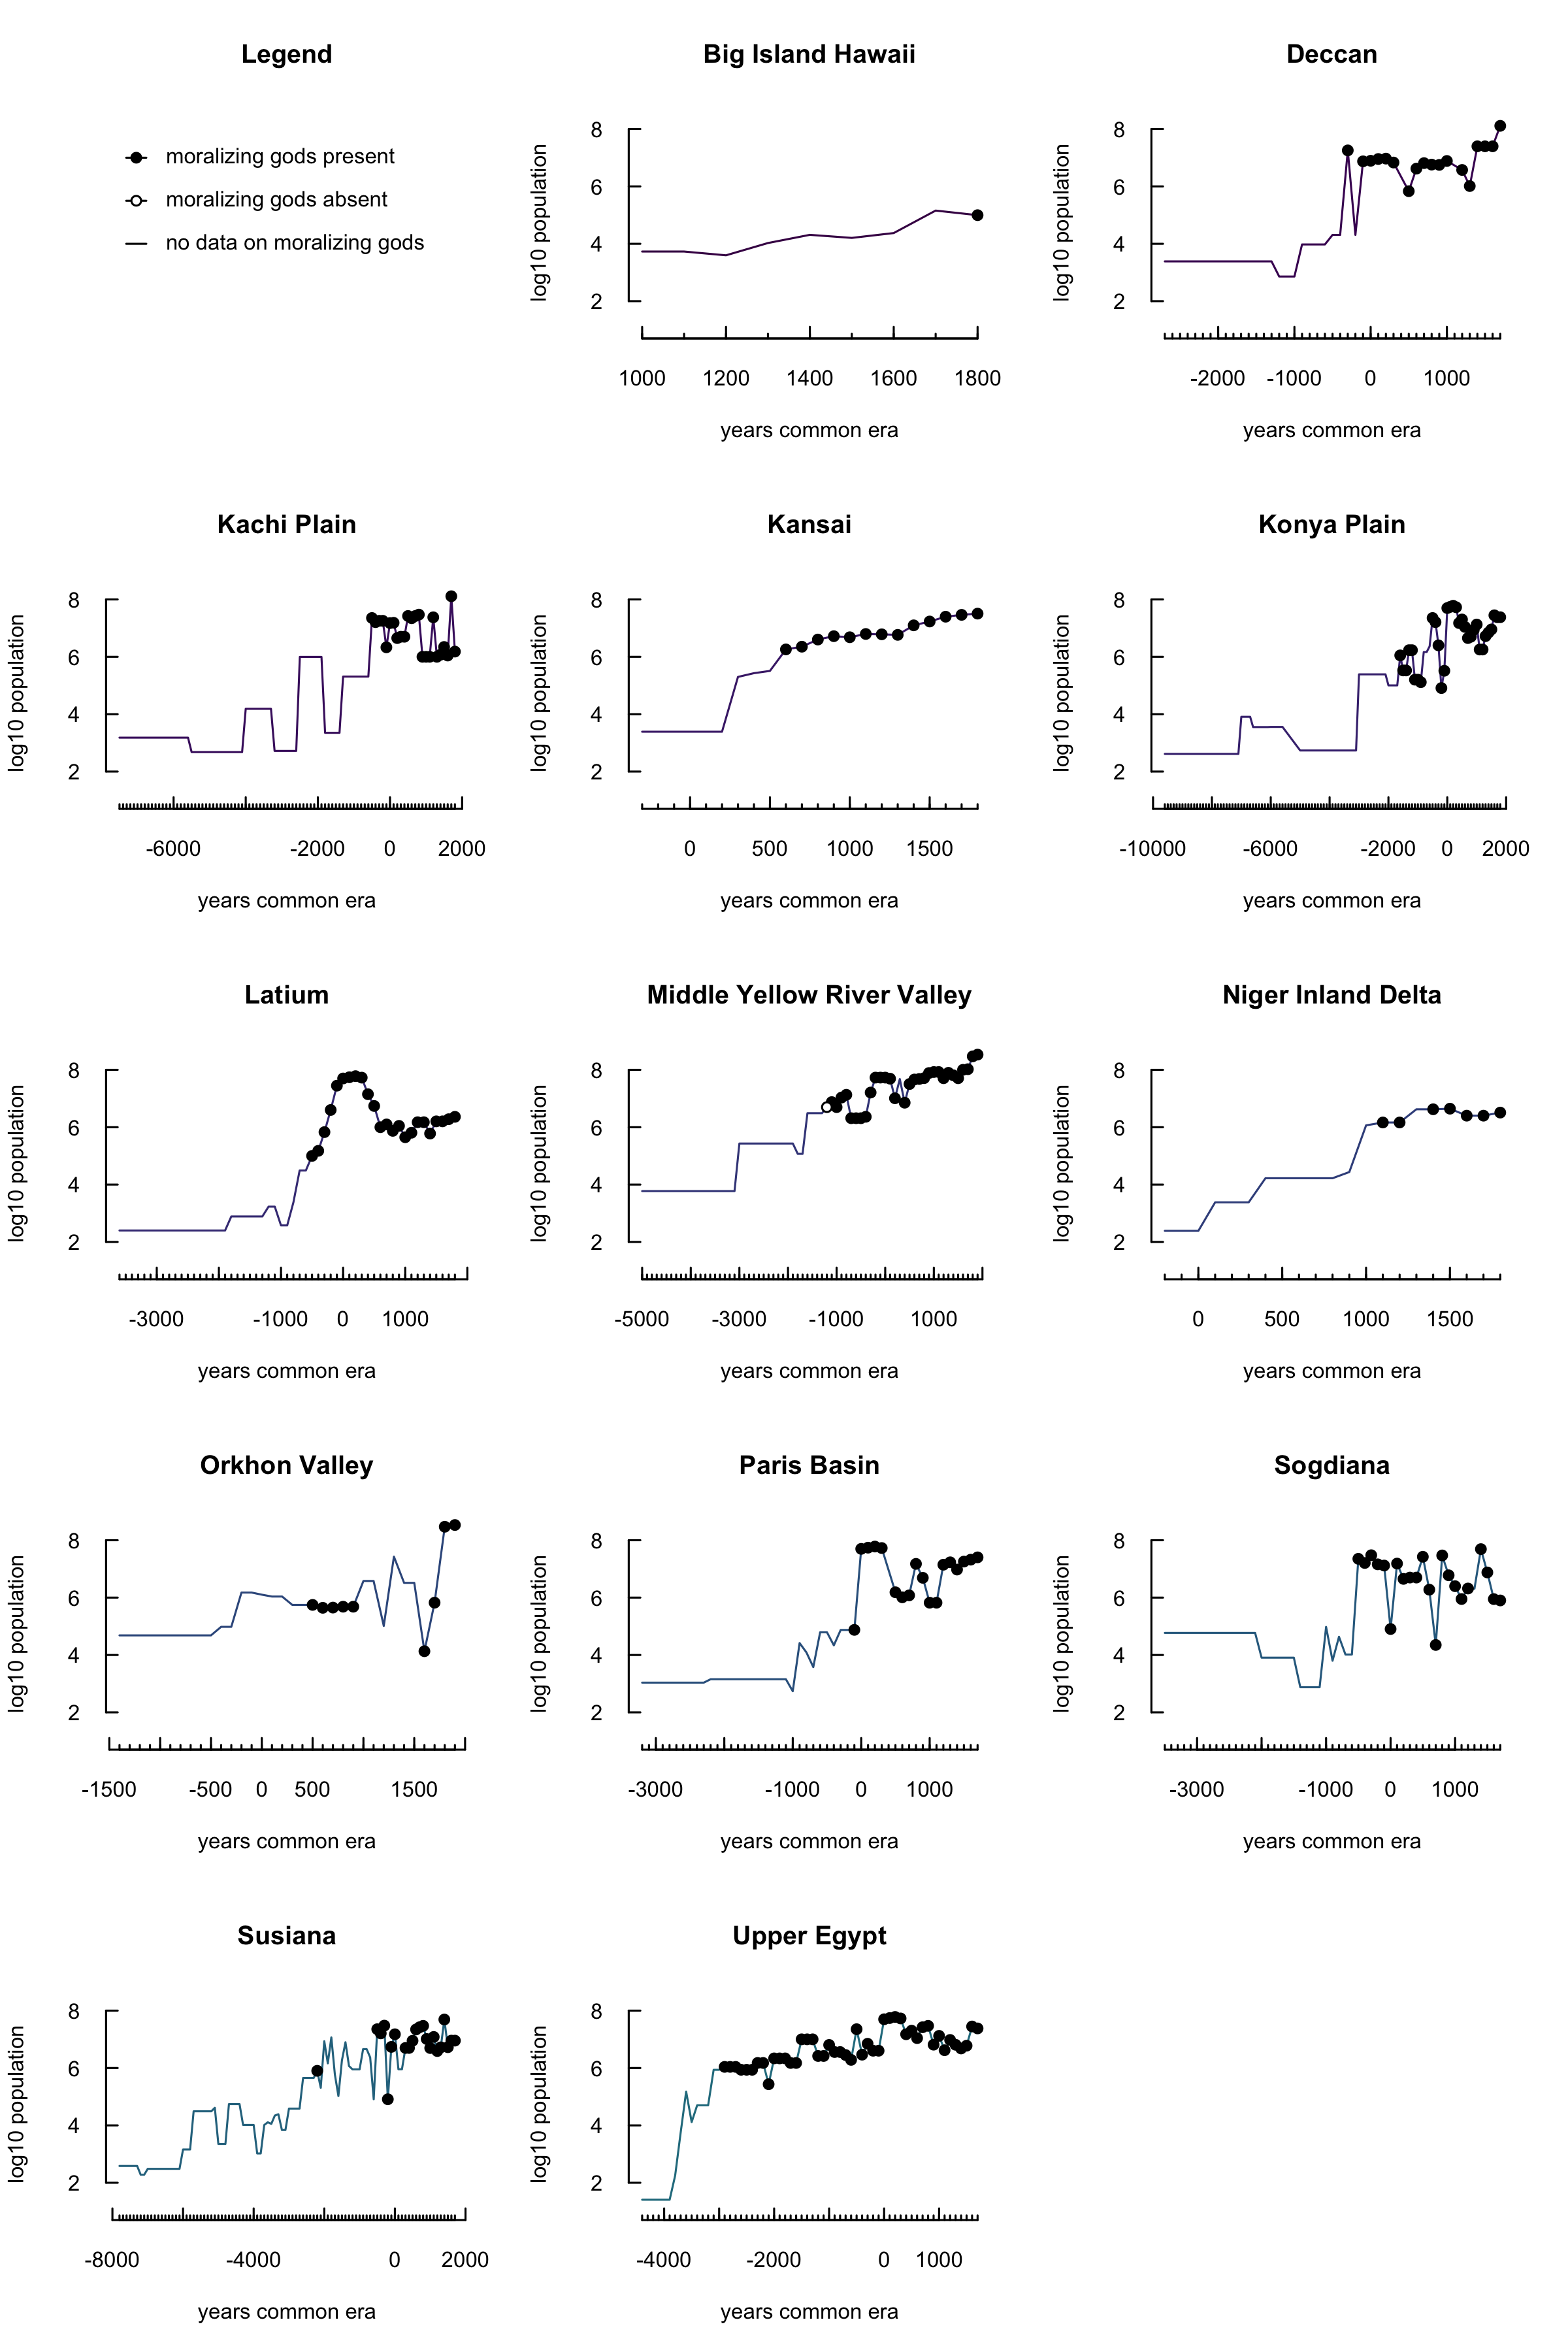 Legend
moralizing gods present
moralizing gods absent
no data on moralizing gods
Big Island Hawaii
log10 population
8
6
4
2
1000 1200 1400 1600 1800
years common era
Deccan
log10 population
8
6
4
2
-2000 -1000 0 1000
years common era
Kachi Plain
log10 population
8
6
4
2
-6000 -2000 0 2000
years common era
Kansai
log10 population
8
6
4
2
0 500 1000 1500
years common era
Konya Plain
log10 population
8
6
4
2
-10000 -6000 -2000 0 2000
years common era
Latium
log10 population
8
6
4
2
-3000 -1000 0 1000
years common era
Middle Yellow River Valley
log10 population
8
6
4
2
-5000 -3000 -1000 1000
years common era
Niger Inland Delta
log10 population
8
6
4
2
0 500 1000 1500
years common era
Orkhon Valley
log10 population
8
6
4
2
-1500 -500 0 500 1500
years common era
Paris Basin
log10 population
8
6
4
2
-3000 -1000 0 1000
years common era
Sogdiana
log10 population
8
6
4
2
-3000 -1000 0 1000
years common era
Susiana
log10 population
8
6
4
2
-8000 -4000 0 2000
years common era
Upper Egypt
log10 population
8
6
4
2
-4000 -2000 0 1000
years common era